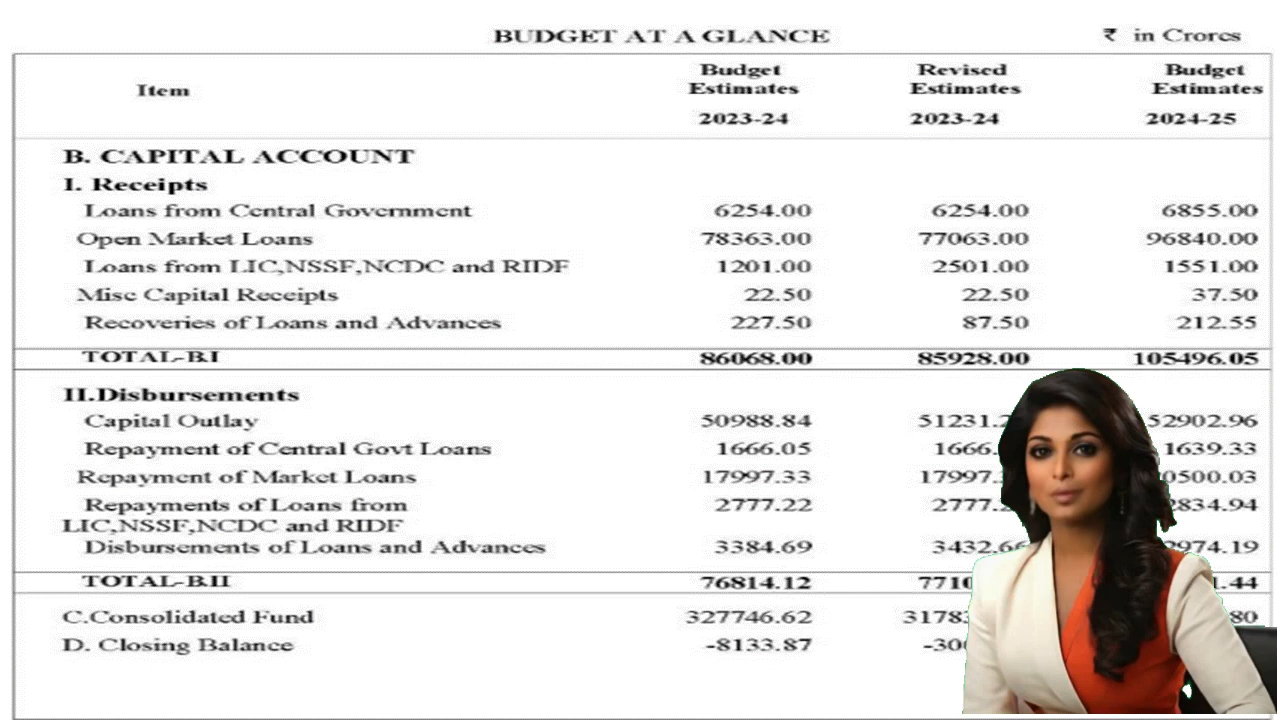 BUDGET AT A GLANCE ₹ in Crores
Item Budget Estimates 2023-24 Revised Estimates 2023-24 Budget Estimates 2024-25
B. CAPITAL ACCOUNT
I. Receipts
Loans from Central Government 6254.00 6254.00 6855.00
Open Market Loans 78363.00 77063.00 96840.00
Loans from LIC,NSSF,NCDC and RIDF 1201.00 2501.00 1551.00
Misc Capital Receipts 22.50 22.50 37.50
Recoveries of Loans and Advances 227.50 87.50 212.55
TOTAL-B.I 86068.00 85928.00 105496.05
II.Disbursements
Capital Outlay 50988.84 52902.96
Repayment of Central Govt Loans 1666.05 1639.33
Repayment of Market Loans 17997.33
Repayments of Loans from
LIC,NSSF,NCDC and RIDF 2777.22
Disbursements of Loans and Advances 3384.69 3432.66
TOTAL-B.II 76814.12
C.Consolidated Fund 327746.62
D. Closing Balance -8133.87